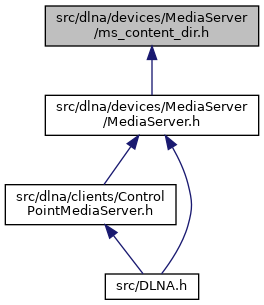 src/dlna/devices/MediaServer
/ms_content_dir.h
src/dlna/devices/MediaServer
/MediaServer.h
src/dlna/clients/Control
PointMediaServer.h
src/DLNA.h